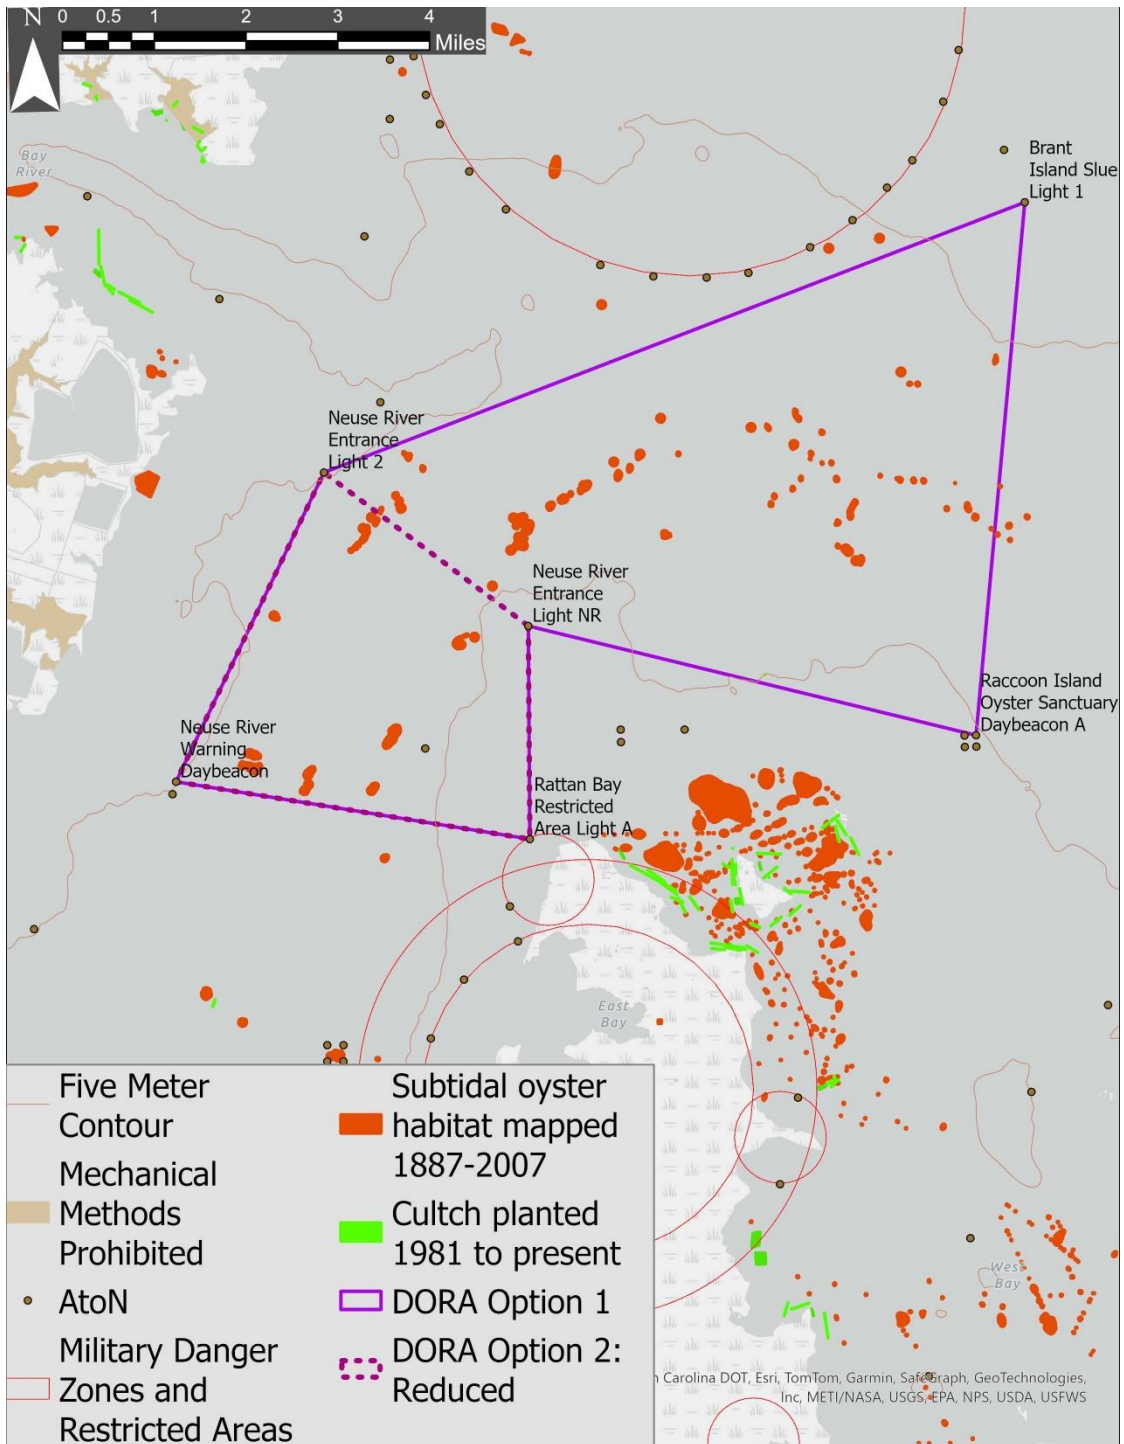 N
0 0.5 1 2 3 4
Miles
Bay
River
Brant
Island Slue
Light 1
Neuse River
Entrance
Light 2
Neuse River
Entrance
Light NR
Raccoon Island
Oyster Sanctuary
Daybeacon A
Neuse River
Warning
Daybeacon
Rattan Bay
Restricted
Area Light A
East
Bay
West
Bay
Five Meter
Contour
Mechanical
Methods
Prohibited
AtoN
Military Danger
Zones and
Restricted Areas
Subtidal oyster
habitat mapped
1887-2007
Cultch planted
1981 to present
DORA Option 1
DORA Option 2:
Reduced
Carolina DOT, Esri, TomTom, Garmin, SafeGraph, GeoTechnologies,
Inc, METI/NASA, USGS, EPA, NPS, USDA, USFWS